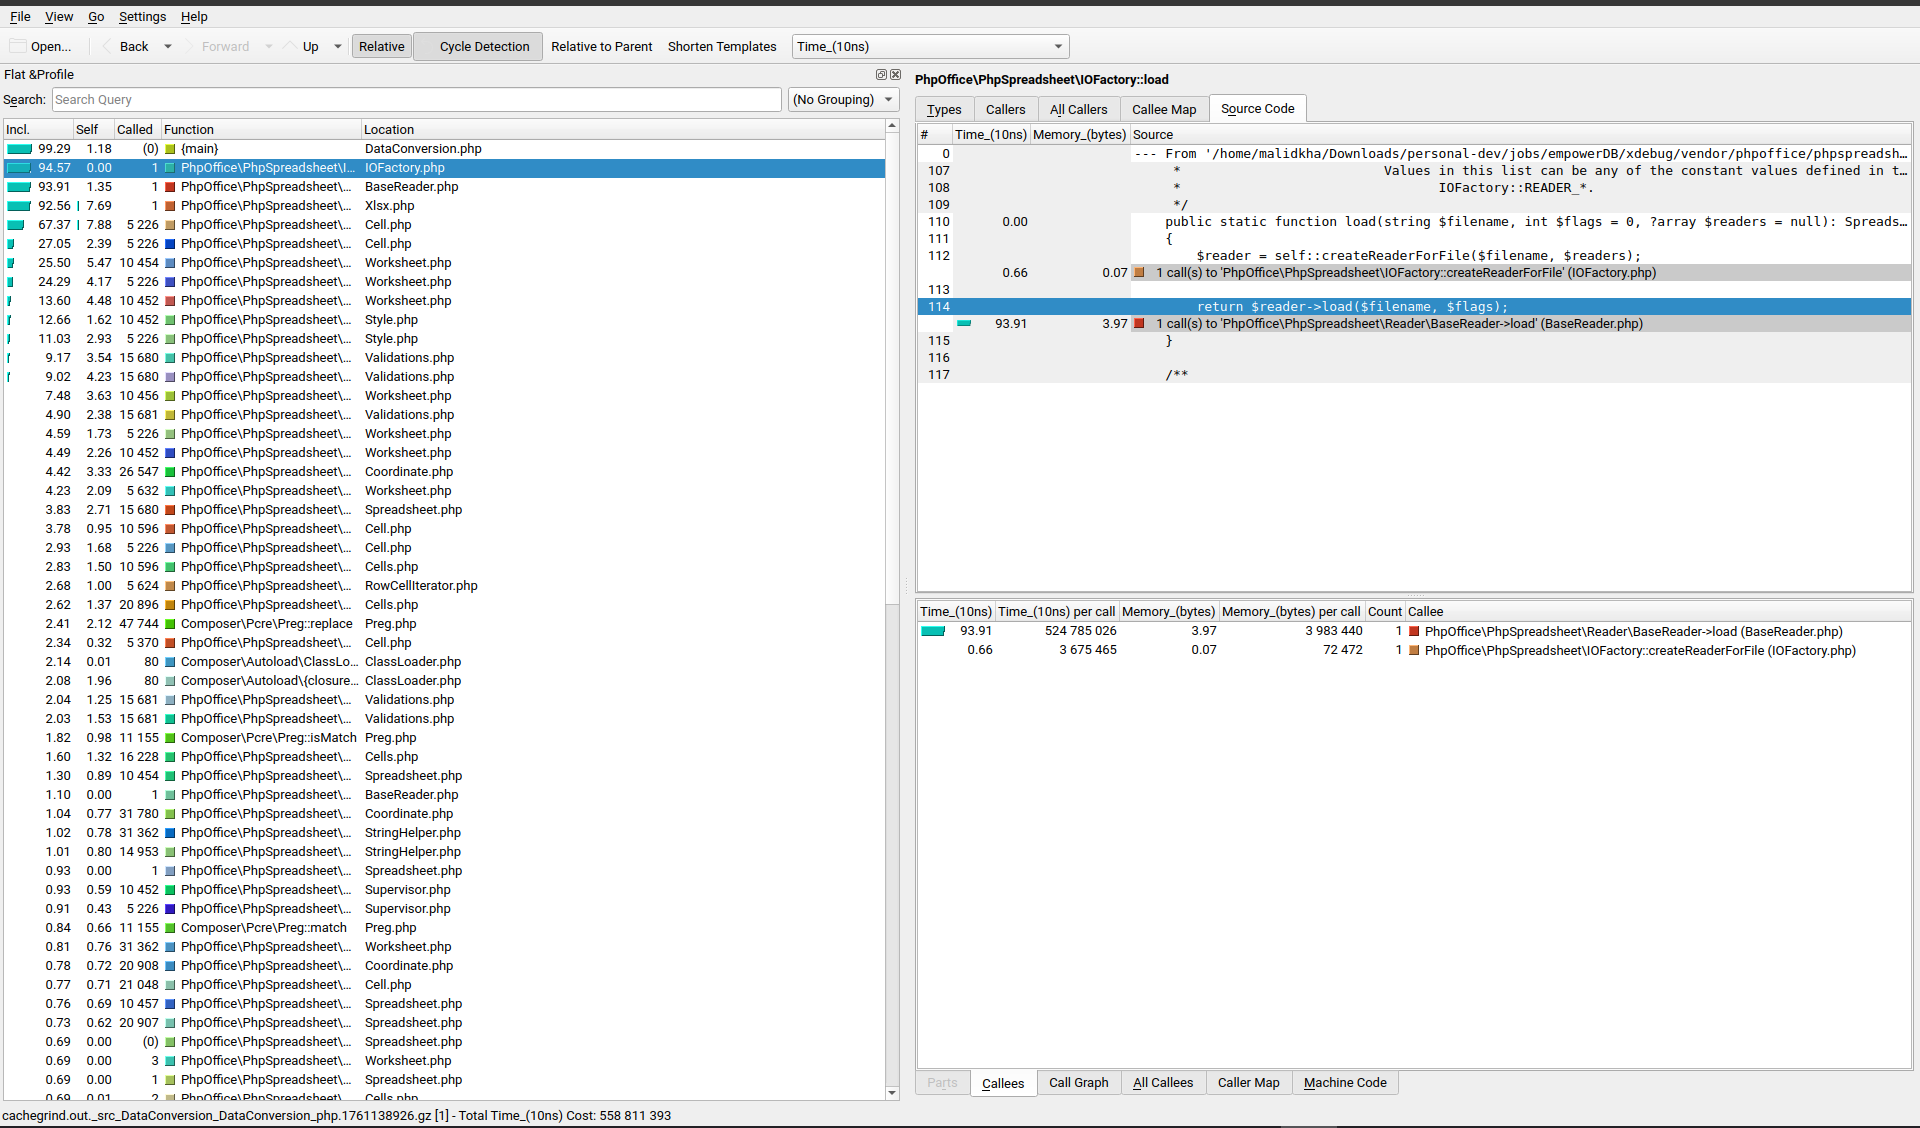 File View Go Settings Help
Open... Back Forward Up Relative Cycle Detection Relative to Parent Shorten Templates Time_(10ns)
Flat &Profile
Search: Search Query (No Grouping)
Incl. Self Called Function Location
99.29 1.18 (0) {main} DataConversion.php
94.57 0.00 1 PhpOffice\PhpSpreadsheet\I... IOFactory.php
93.91 1.35 1 PhpOffice\PhpSpreadsheet\... BaseReader.php
92.56 7.69 1 PhpOffice\PhpSpreadsheet\... Xlsx.php
67.37 7.88 5 226 PhpOffice\PhpSpreadsheet\... Cell.php
27.05 2.39 5 226 PhpOffice\PhpSpreadsheet\... Cell.php
25.50 5.47 10 454 PhpOffice\PhpSpreadsheet\... Worksheet.php
24.29 4.17 5 226 PhpOffice\PhpSpreadsheet\... Worksheet.php
13.60 4.48 10 452 PhpOffice\PhpSpreadsheet\... Worksheet.php
12.66 1.62 10 452 PhpOffice\PhpSpreadsheet\... Style.php
11.03 2.93 5 226 PhpOffice\PhpSpreadsheet\... Style.php
9.17 3.54 15 680 PhpOffice\PhpSpreadsheet\... Validations.php
9.02 4.23 15 680 PhpOffice\PhpSpreadsheet\... Validations.php
7.48 3.63 10 456 PhpOffice\PhpSpreadsheet\... Worksheet.php
4.90 2.38 15 681 PhpOffice\PhpSpreadsheet\... Validations.php
4.59 1.73 5 226 PhpOffice\PhpSpreadsheet\... Worksheet.php
4.49 2.26 10 452 PhpOffice\PhpSpreadsheet\... Worksheet.php
4.42 3.33 26 547 PhpOffice\PhpSpreadsheet\... Coordinate.php
4.23 2.09 5 632 PhpOffice\PhpSpreadsheet\... Worksheet.php
3.83 2.71 15 680 PhpOffice\PhpSpreadsheet\... Spreadsheet.php
3.78 0.95 10 596 PhpOffice\PhpSpreadsheet\... Cell.php
2.93 1.68 5 226 PhpOffice\PhpSpreadsheet\... Cell.php
2.83 1.50 10 596 PhpOffice\PhpSpreadsheet\... Cells.php
2.68 1.00 5 624 PhpOffice\PhpSpreadsheet\... RowCellIterator.php
2.62 1.37 20 896 PhpOffice\PhpSpreadsheet\... Cells.php
2.41 2.12 47 744 Composer\Pcre\Preg::replace Preg.php
2.34 0.32 5 370 PhpOffice\PhpSpreadsheet\... Cell.php
2.14 0.01 80 Composer\Autoload\ClassLo... ClassLoader.php
2.08 1.96 80 Composer\Autoload\{closure... ClassLoader.php
2.04 1.25 15 681 PhpOffice\PhpSpreadsheet\... Validations.php
2.03 1.53 15 681 PhpOffice\PhpSpreadsheet\... Validations.php
1.82 0.98 11 155 Composer\Pcre\Preg::isMatch Preg.php
1.60 1.32 16 228 PhpOffice\PhpSpreadsheet\... Cells.php
1.30 0.89 10 454 PhpOffice\PhpSpreadsheet\... Spreadsheet.php
1.10 0.00 1 PhpOffice\PhpSpreadsheet\... BaseReader.php
1.04 0.77 31 780 PhpOffice\PhpSpreadsheet\... Coordinate.php
1.02 0.78 31 362 PhpOffice\PhpSpreadsheet\... StringHelper.php
1.01 0.80 14 953 PhpOffice\PhpSpreadsheet\... StringHelper.php
0.93 0.00 1 PhpOffice\PhpSpreadsheet\... Spreadsheet.php
0.93 0.59 10 452 PhpOffice\PhpSpreadsheet\... Supervisor.php
0.91 0.43 5 226 PhpOffice\PhpSpreadsheet\... Supervisor.php
0.84 0.66 11 155 Composer\Pcre\Preg::match Preg.php
0.81 0.76 31 362 PhpOffice\PhpSpreadsheet\... Worksheet.php
0.78 0.72 20 908 PhpOffice\PhpSpreadsheet\... Coordinate.php
0.77 0.71 21 048 PhpOffice\PhpSpreadsheet\... Cell.php
0.76 0.69 10 457 PhpOffice\PhpSpreadsheet\... Spreadsheet.php
0.73 0.62 20 907 PhpOffice\PhpSpreadsheet\... Spreadsheet.php
0.69 0.00 (0) PhpOffice\PhpSpreadsheet\... Spreadsheet.php
0.69 0.00 3 PhpOffice\PhpSpreadsheet\... Worksheet.php
0.69 0.00 1 PhpOffice\PhpSpreadsheet\... Spreadsheet.php
0.69 0.01 2 PhpOffice\PhpSpreadsheet\... Cells.php
PhpOffice\PhpSpreadsheet\IOFactory::load
Types Callers All Callers Callee Map Source Code
# Time_(10ns) Memory_(bytes) Source
0 --- From '/home/malidkha/Downloads/personal-dev/jobs/empowerDB/xdebug/vendor/phpoffice/phpspreadsh...
107 * Values in this list can be any of the constant values defined in t...
108 * IOFactory::READER_*.
109 */
110 0.00 public static function load(string $filename, int $flags = 0, ?array $readers = null): Spreads...
111 {
112 $reader = self::createReaderForFile($filename, $readers);
0.66 0.07 1 call(s) to 'PhpOffice\PhpSpreadsheet\IOFactory::createReaderForFile' (IOFactory.php)
113
114 return $reader->load($filename, $flags);
93.91 3.97 1 call(s) to 'PhpOffice\PhpSpreadsheet\Reader\BaseReader->load' (BaseReader.php)
115 }
116
117 /**
Time_(10ns) Time_(10ns) per call Memory_(bytes) Memory_(bytes) per call Count Callee
93.91 524 785 026 3.97 3 983 440 1 PhpOffice\PhpSpreadsheet\Reader\BaseReader->load (BaseReader.php)
0.66 3 675 465 0.07 72 472 1 PhpOffice\PhpSpreadsheet\IOFactory::createReaderForFile (IOFactory.php)
Parts Callees Call Graph All Callees Caller Map Machine Code
cachegrind.out._src_DataConversion_DataConversion_php.1761138926.gz [1] - Total Time_(10ns) Cost: 558 811 393